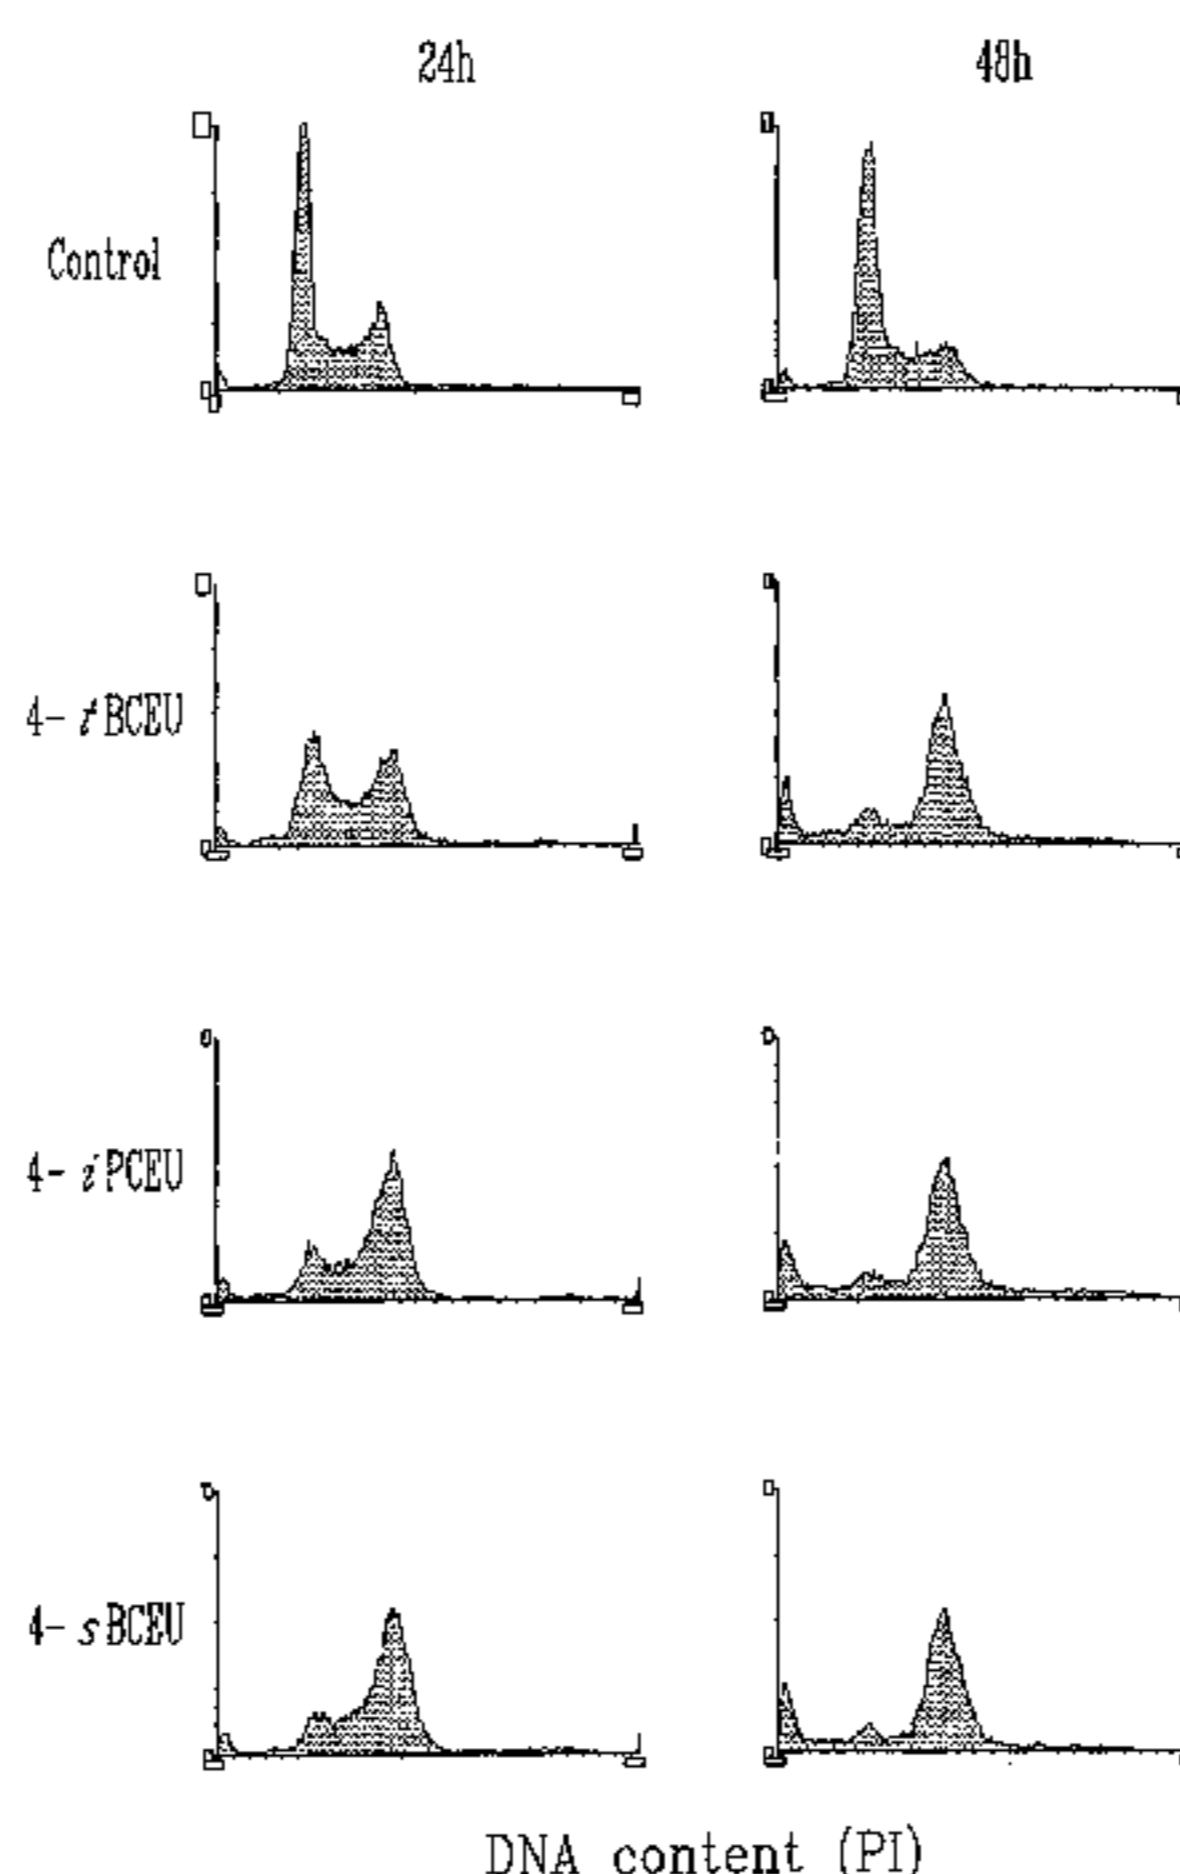 24h 48h
Control
4-tBCEU
4-iPCEU
4-sBCEU
DNA content (PI)